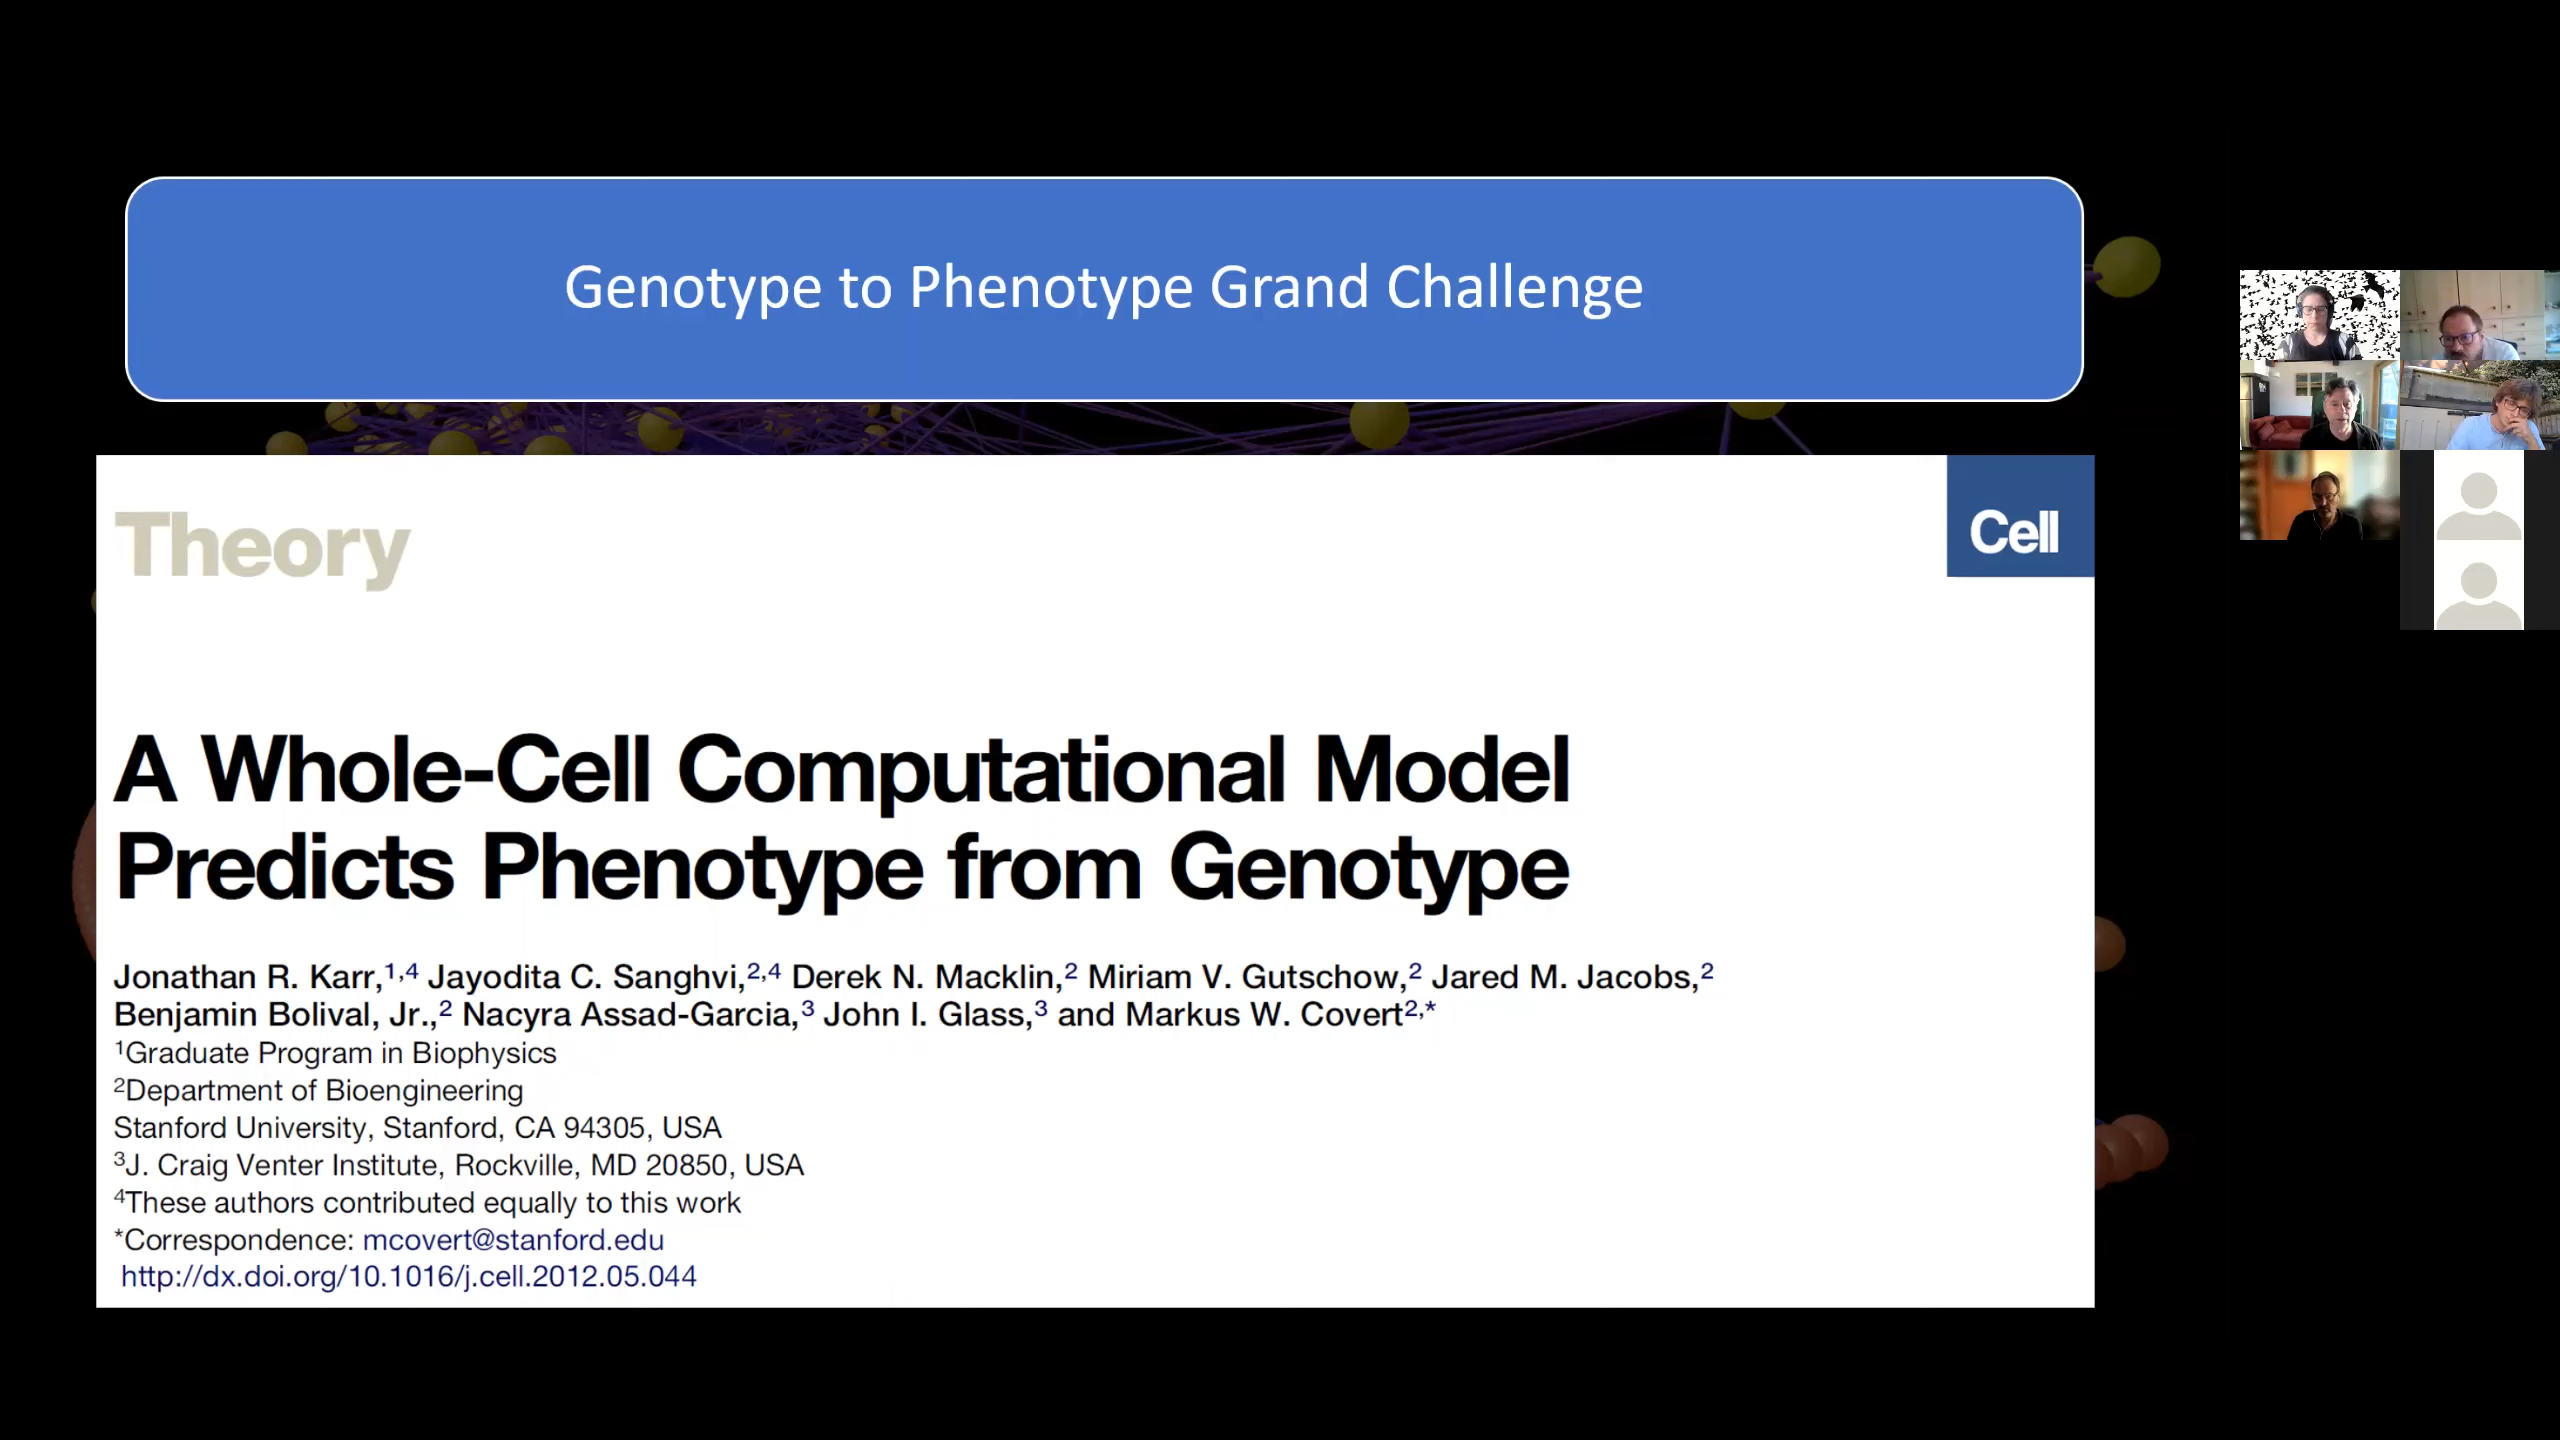 Genotype to Phenotype Grand Challenge
Theory
Cell
A Whole-Cell Computational Model
Predicts Phenotype from Genotype
Jonathan R. Karr,1,4 Jayodita C. Sanghvi,2,4 Derek N. Macklin,2 Miriam V. Gutschow,2 Jared M. Jacobs,2
Benjamin Bolival, Jr.,2 Nacyra Assad-Garcia,3 John I. Glass,3 and Markus W. Covert2,*
1Graduate Program in Biophysics
2Department of Bioengineering
Stanford University, Stanford, CA 94305, USA
3J. Craig Venter Institute, Rockville, MD 20850, USA
4These authors contributed equally to this work
*Correspondence: mcovert@stanford.edu
http://dx.doi.org/10.1016/j.cell.2012.05.044